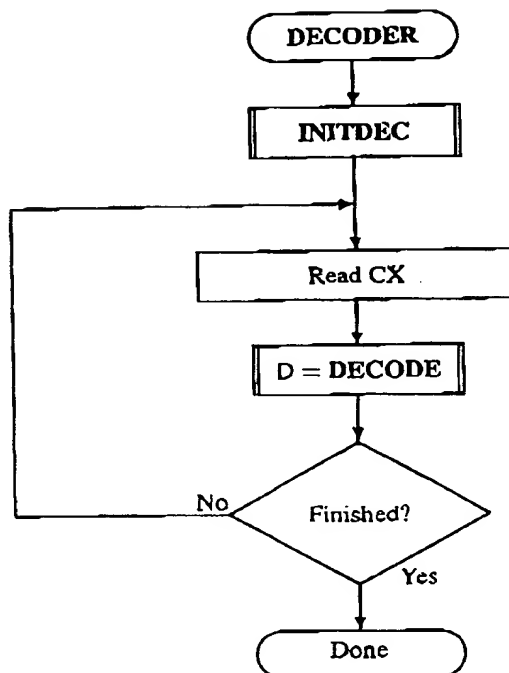 DECODER
INITDEC
Read CX
D = DECODE
Finished?
No
Yes
Done